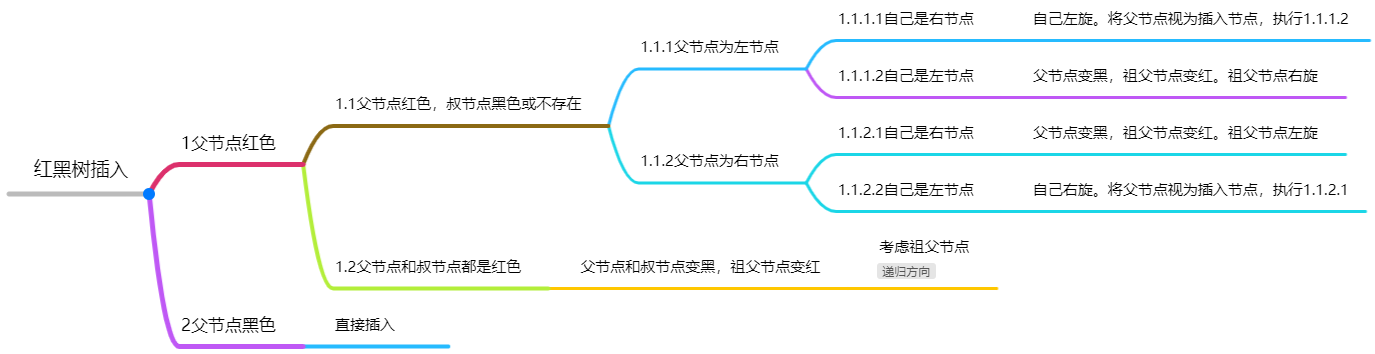 红黑树插入
1父节点红色
1.1父节点红色，叔节点黑色或不存在
1.1.1父节点为左节点
1.1.1.1自己是右节点
自己左旋。将父节点视为插入节点，执行1.1.1.2
1.1.1.2自己是左节点
父节点变黑，祖父节点变红。祖父节点右旋
1.1.2父节点为右节点
1.1.2.1自己是右节点
父节点变黑，祖父节点变红。祖父节点左旋
1.1.2.2自己是左节点
自己右旋。将父节点视为插入节点，执行1.1.2.1
1.2父节点和叔节点都是红色
父节点和叔节点变黑，祖父节点变红
考虑祖父节点
递归方向
2父节点黑色
直接插入